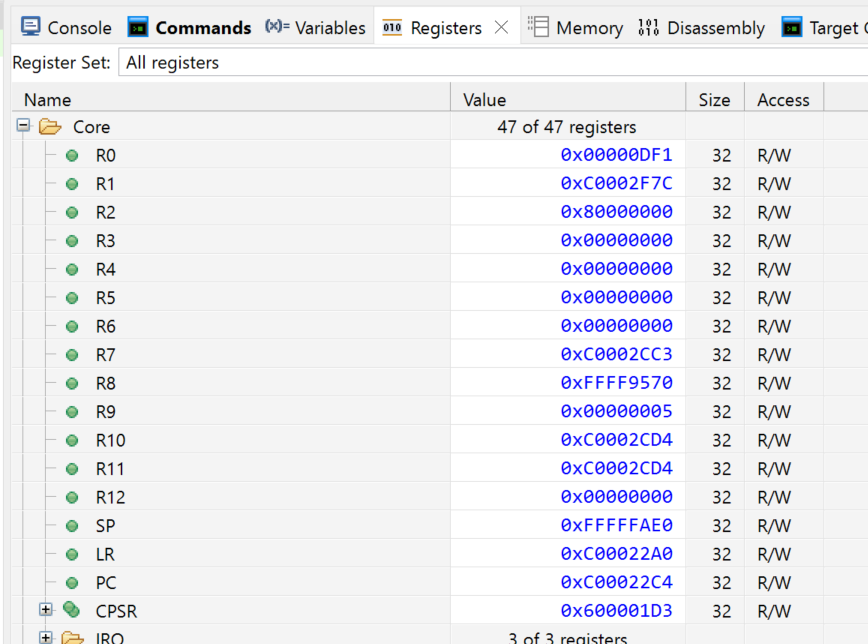 Console Commands (x)= Variables 010 Registers Memory 101 010 Disassembly Target
Register Set: All registers
Name Value Size Access
Core 47 of 47 registers
R0 0x00000DF1 32 R/W
R1 0xC0002F7C 32 R/W
R2 0x80000000 32 R/W
R3 0x00000000 32 R/W
R4 0x00000000 32 R/W
R5 0x00000000 32 R/W
R6 0x00000000 32 R/W
R7 0xC0002CC3 32 R/W
R8 0xFFFF9570 32 R/W
R9 0x00000005 32 R/W
R10 0xC0002CD4 32 R/W
R11 0xC0002CD4 32 R/W
R12 0x00000000 32 R/W
SP 0xFFFFFAE0 32 R/W
LR 0xC00022A0 32 R/W
PC 0xC00022C4 32 R/W
CPSR 0x600001D3 32 R/W
IRQ 3 of 3 registers